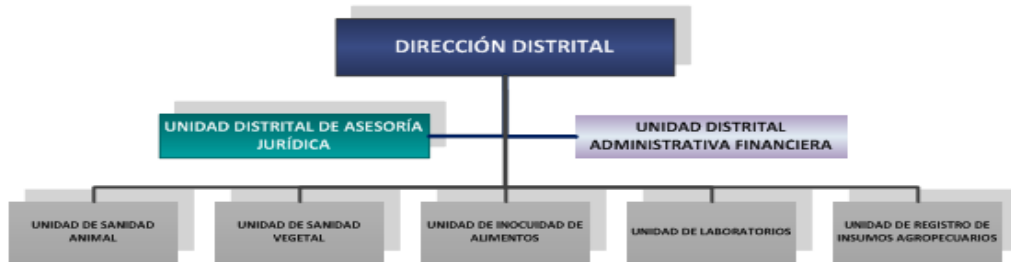 DIRECCIÓN DISTRITAL
UNIDAD DISTRITAL DE ASESORÍA
JURÍDICA
UNIDAD DISTRITAL
ADMINISTRATIVA FINANCIERA
UNIDAD DE SANIDAD
ANIMAL
UNIDAD DE SANIDAD
VEGETAL
UNIDAD DE INOCUIDAD DE
ALIMENTOS
UNIDAD DE LABORATORIOS
UNIDAD DE REGISTRO DE
INSUMOS AGROPECUARIOS